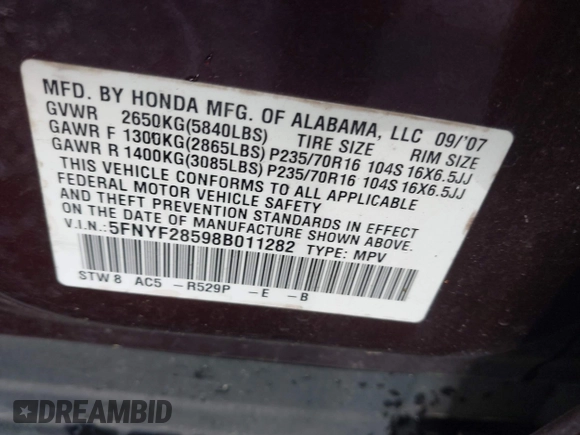 MFD. BY HONDA MFG. OF ALABAMA, LLC 09/'07
GVWR 2650KG(5840LBS) TIRE SIZE RIM SIZE
GAWR F 1300KG(2865LBS) P235/70R16 104S 16X6.5JJ
GAWR R 1400KG(3085LBS) P235/70R16 104S 16X6.5JJ
THIS VEHICLE CONFORMS TO ALL APPLICABLE
FEDERAL MOTOR VEHICLE SAFETY
AND THEFT PREVENTION STANDARDS IN EFFECT
ON THE DATE OF MANUFACTURE SHOWN ABOVE.
V.I.N.: 5FNYF28598B011282 TYPE: MPV
STW 8 AC5 - R529P - E - B
DREAMBID